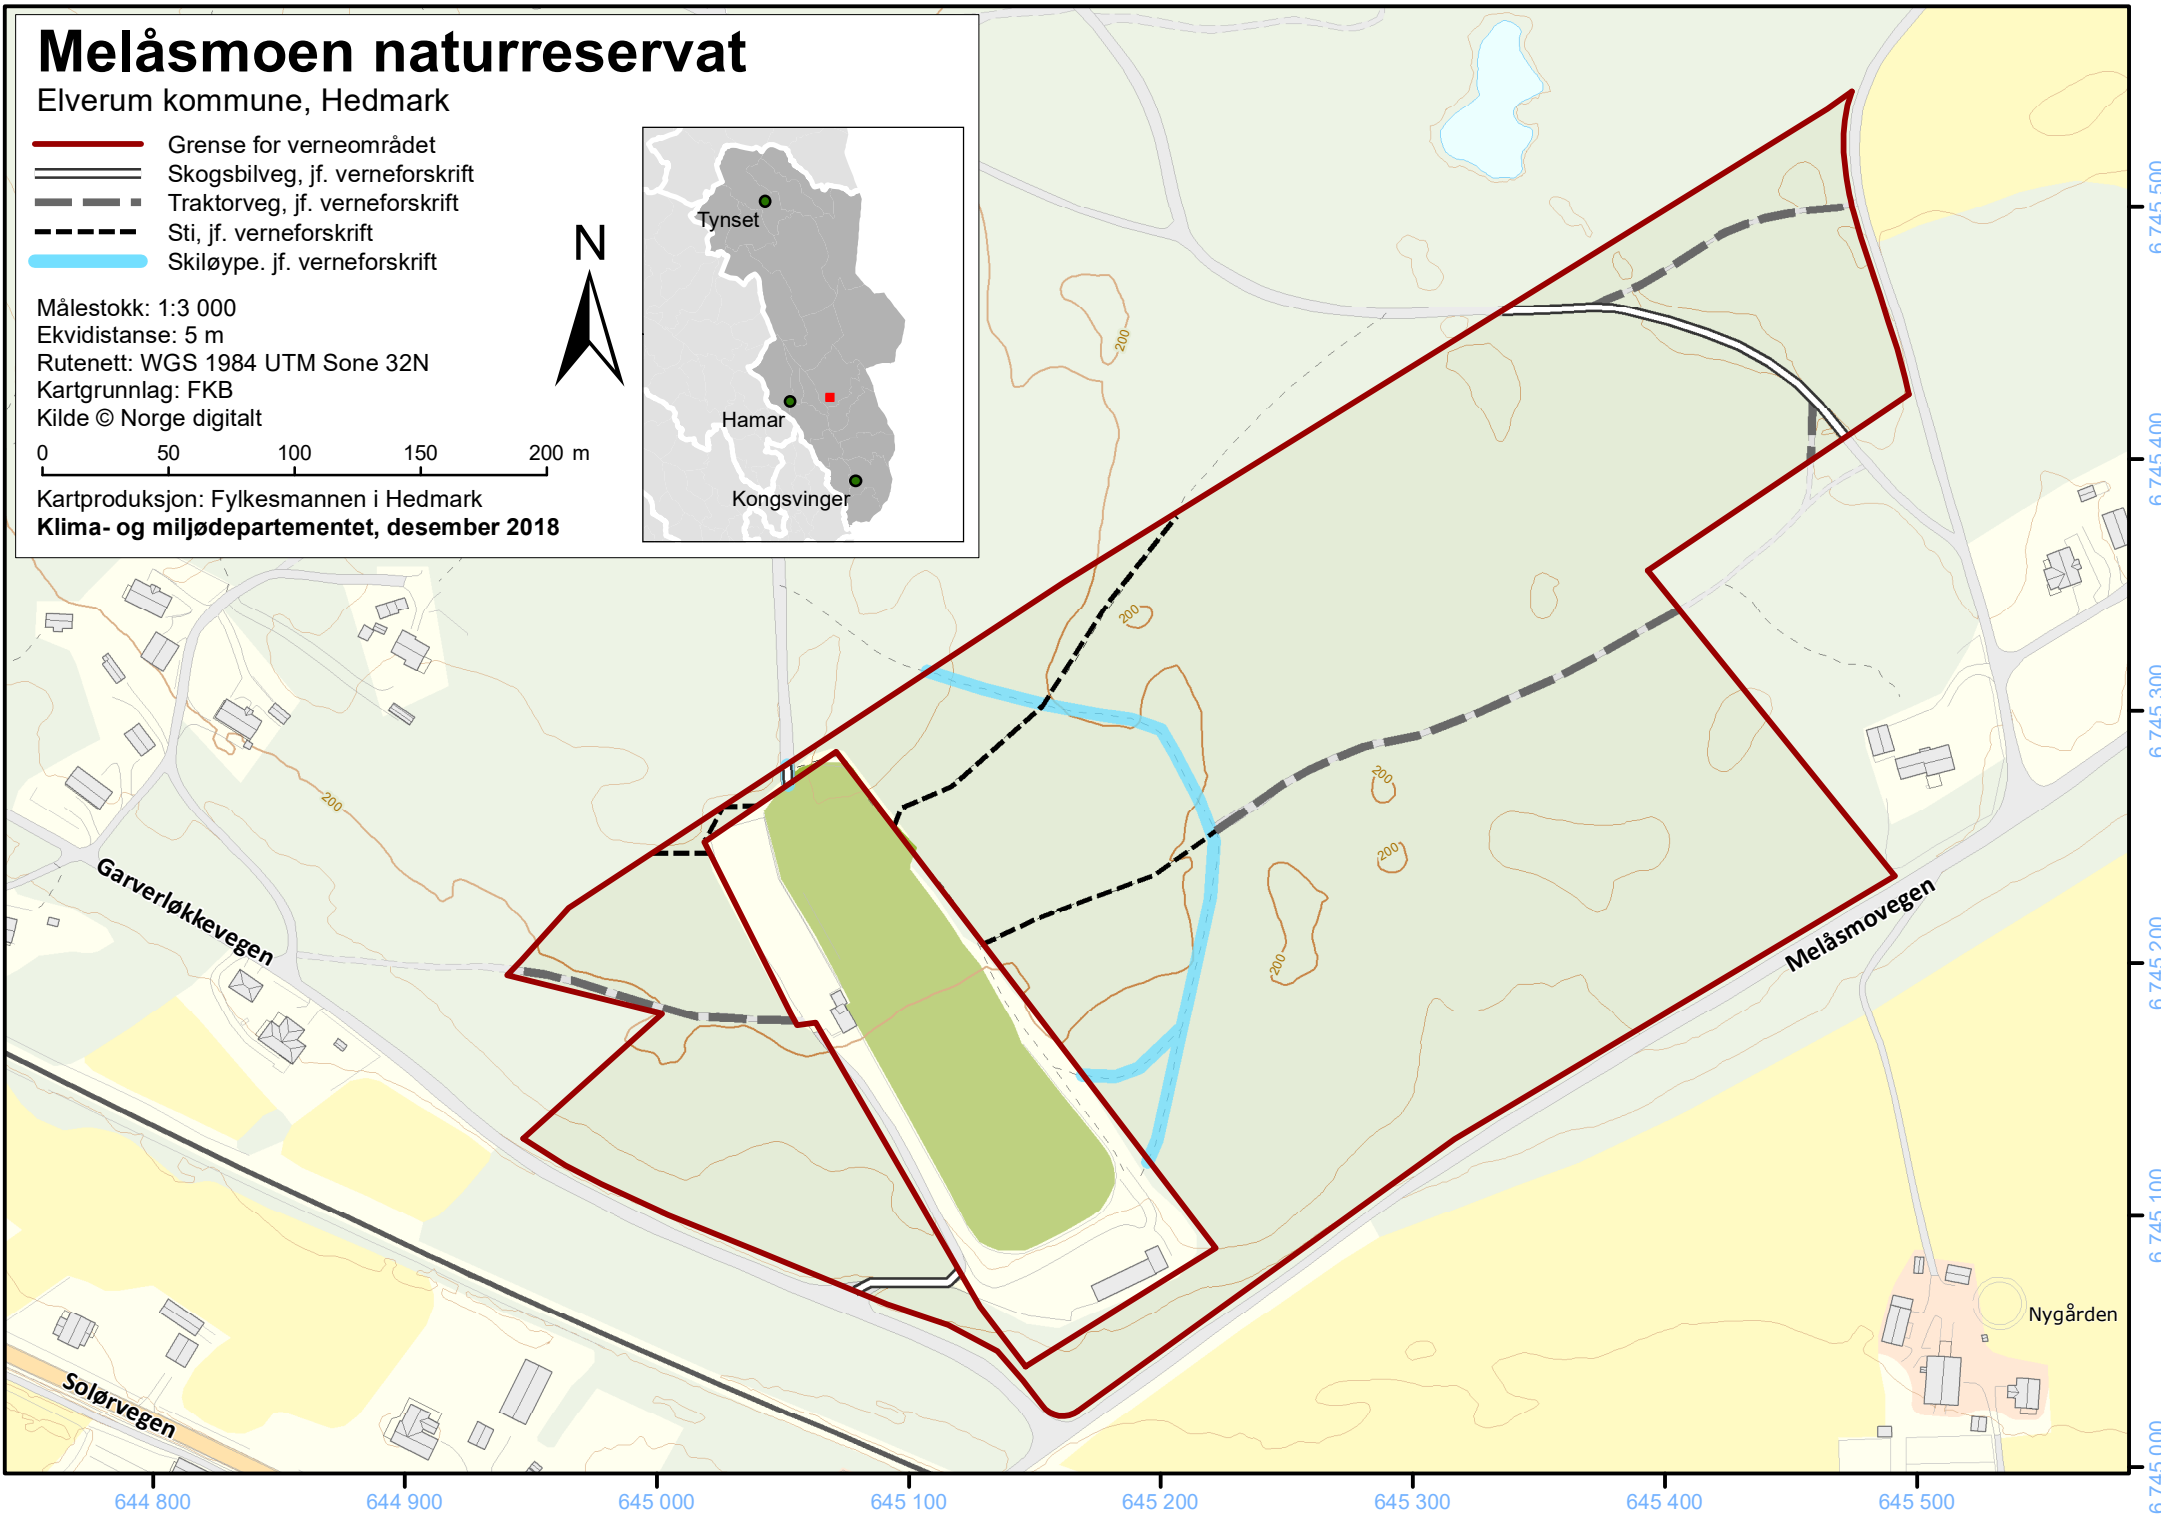 Melåsmoen naturreservat
Elverum kommune, Hedmark
Grense for verneområdet
Skogsbilveg, jf. verneforskrift
Traktorveg, jf. verneforskrift
Sti, jf. verneforskrift
Skiløype. jf. verneforskrift
N
Målestokk: 1:3 000
Ekvidistanse: 5 m
Rutenett: WGS 1984 UTM Sone 32N
Kartgrunnlag: FKB
Kilde © Norge digitalt
0 50 100 150 200 m
Kartproduksjon: Fylkesmannen i Hedmark
Klima- og miljødepartementet, desember 2018
Tynset
Hamar
Kongsvinger
200
200
200
200
200
200
Garverløkkevegen
Melåsmovegen
Solørvegen
Nygården
6 745 500
6 745 400
6 745 300
6 745 200
6 745 100
6 745 000
644 800
644 900
645 000
645 100
645 200
645 300
645 400
645 500